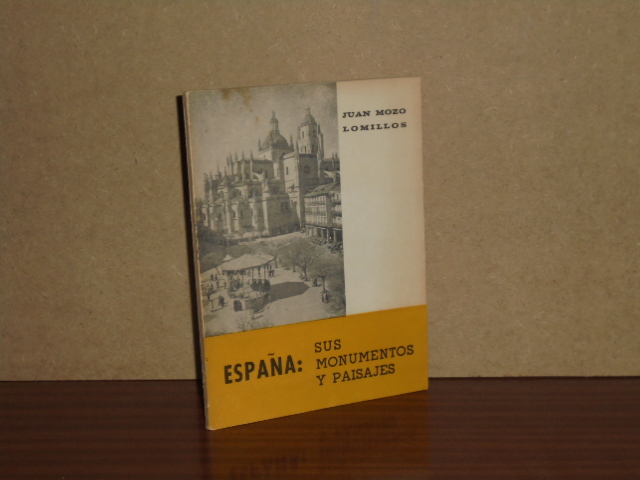 JUAN MOZO
LOMILLOS
ESPAÑA:
SUS
MONUMENTOS
Y PAISAJES